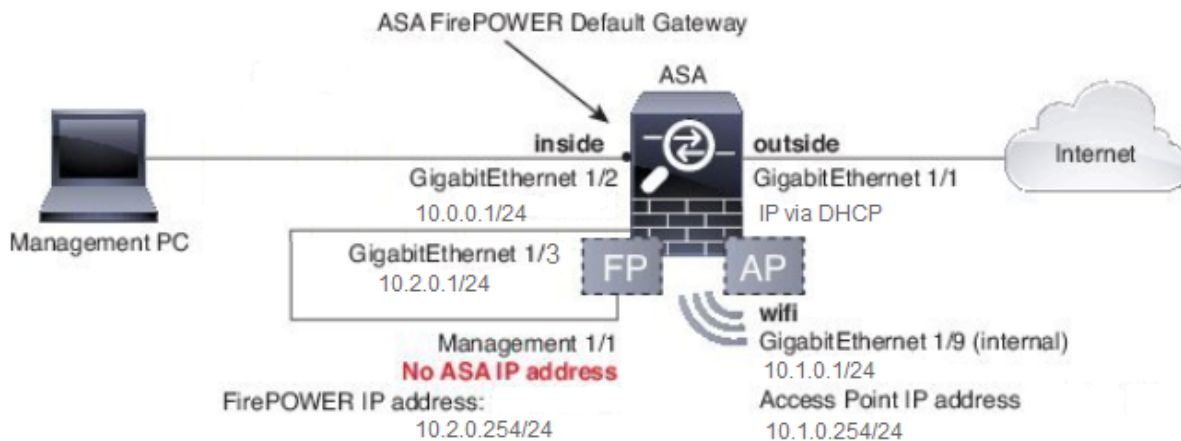 ASA FirePOWER Default Gateway
ASA
inside
outside
GigabitEthernet 1/2
GigabitEthernet 1/1
Internet
10.0.0.1/24
IP via DHCP
Management PC
GigabitEthernet 1/3
10.2.0.1/24
FP
AP
wifi
Management 1/1
GigabitEthernet 1/9 (internal)
No ASA IP address
10.1.0.1/24
FirePOWER IP address:
Access Point IP address
10.2.0.254/24
10.1.0.254/24